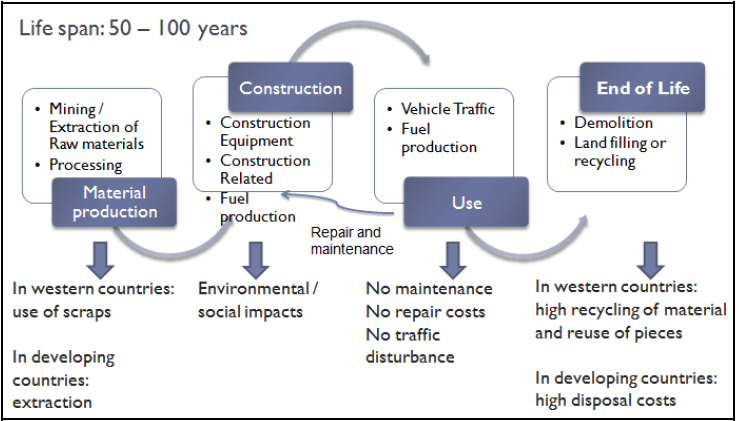 Life span: 50 – 100 years
• Mining /
Extraction of
Raw materials
• Processing
Material
production
Construction
• Construction
Equipment
• Construction
Related
• Fuel
production
• Vehicle Traffic
• Fuel
production
Use
End of Life
• Demolition
• Land filling or
recycling
Repair and
maintenance
In western countries:
use of scraps
In developing
countries:
extraction
Environmental /
social impacts
No maintenance
No repair costs
No traffic
disturbance
In western countries:
high recycling of material
and reuse of pieces
In developing countries:
high disposal costs